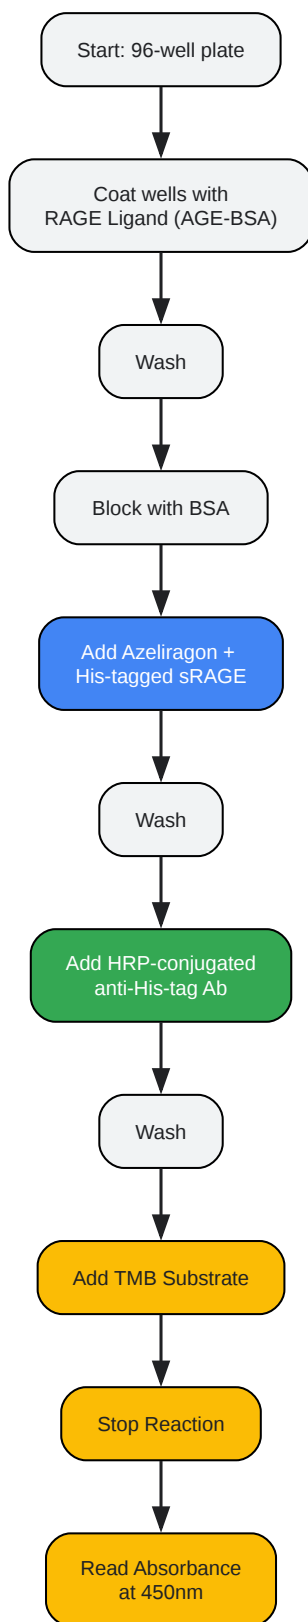 Start: 96-well plate
Coat wells with
RAGE Ligand (AGE-BSA)
Wash
Block with BSA
Add Azeliragon +
His-tagged sRAGE
Wash
Add HRP-conjugated
anti-His-tag Ab
Wash
Add TMB Substrate
Stop Reaction
Read Absorbance
at 450nm